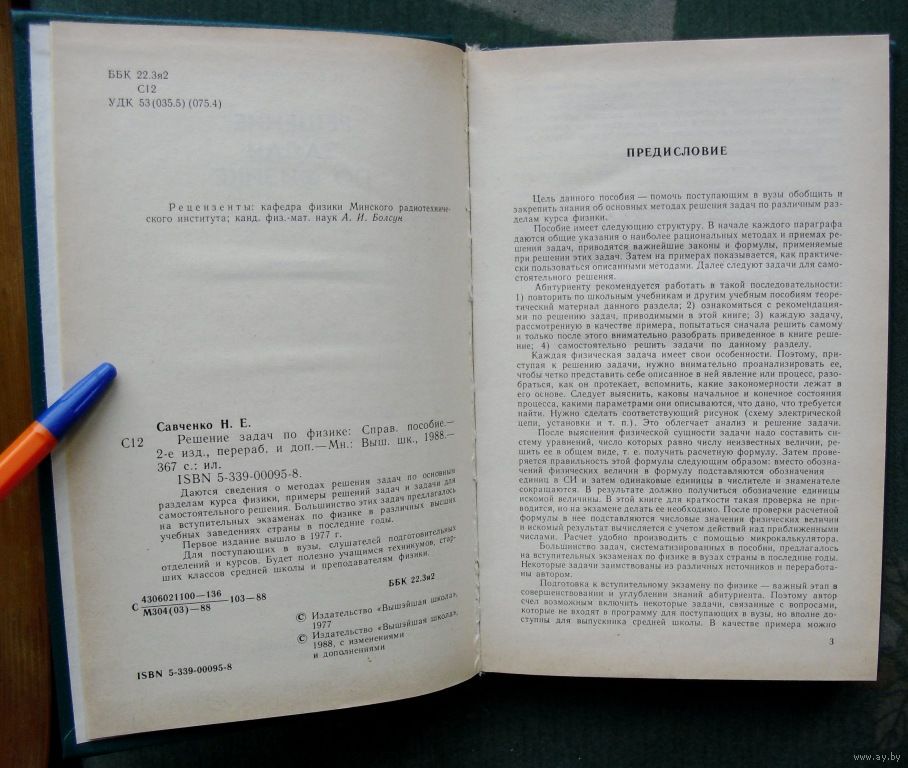 ББК 22.3я2
С12
УДК 53(035.5)(075.4)
Рецензенты: кафедра физики Минского радиотехниче-
ского института; канд. физ.-мат. наук А. И. Болсун
Савченко Н. Е.
С12 Решение задач по физике: Справ. пособие.—
2-е изд., перераб. и доп.— Мн.: Выш. шк., 1988.—
367 с.: ил.
ISBN 5-339-00095-8.
Даются сведения о методах решения задач по основным
разделам курса физики, примеры решений задач и задачи для
самостоятельного решения. Большинство этих задач предлагалось
на вступительных экзаменах по физике в различных высших
учебных заведениях страны в последние годы.
Первое издание вышло в 1977 г.
Для поступающих в вузы, слушателей подготовительных
отделений и курсов. Будет полезно учащимся техникумов, стар-
ших классов средней школы и преподавателям физики.
С 4306021100—136
М304(03)—88 103—88
ББК 22.3я2
© Издательство «Вышэйшая школа»,
1977
© Издательство «Вышэйшая школа»,
1988, с изменениями
и дополнениями
ISBN 5-339-00095-8
ПРЕДИСЛОВИЕ
Цель данного пособия — помочь поступающим в вузы обобщить и
закрепить знания об основных методах решения задач по различным раз-
делам курса физики.
Пособие имеет следующую структуру. В начале каждого параграфа
даются общие указания о наиболее рациональных методах и приемах ре-
шения задач, приводятся важнейшие законы и формулы, применяемые
при решении этих задач. Затем на примерах показывается, как практиче-
ски пользоваться описанными методами. Далее следуют задачи для само-
стоятельного решения.
Абитуриенту рекомендуется работать в такой последовательности:
1) повторить по школьным учебникам и другим учебным пособиям теоре-
тический материал данного раздела; 2) ознакомиться с рекомендация-
ми по решению задач, приводимыми в этой книге; 3) каждую задачу,
рассмотренную в качестве примера, попытаться сначала решить самому
и только после этого внимательно разобрать приведенное в книге реше-
ние; 4) самостоятельно решить задачи по данному разделу.
Каждая физическая задача имеет свои особенности. Поэтому, при-
ступая к решению задачи, нужно внимательно проанализировать ее,
чтобы четко представить себе описанное в ней явление или процесс, разо-
браться, как он протекает, вспомнить, какие закономерности лежат в
его основе. Следует выяснить, каковы начальное и конечное состояния
процесса, какими параметрами они описываются, что дано, что требуется
найти. Нужно сделать соответствующий рисунок (схему электрической
цепи, установки и т. п.). Это облегчает анализ и решение задачи.
После выяснения физической сущности задачи надо составить си-
стему уравнений, число которых равно числу неизвестных величин, ре-
шить ее в общем виде, т. е. получить расчетную формулу. Затем прове-
ряется правильность этой формулы следующим образом: вместо обозна-
чений физических величин в формулу подставляются обозначения
единиц в СИ и затем одинаковые единицы в числителе и знаменателе
сокращаются. В результате должно получиться обозначение единицы
искомой величины. В этой книге для краткости такая проверка не при-
водится, но на экзамене делать ее необходимо. После проверки расчетной
формулы в нее подставляются числовые значения физических величин
и искомый результат вычисляется с учетом действий над приближенными
числами. Расчет удобно производить с помощью микрокалькулятора.
Большинство задач, систематизированных в пособии, предлагалось
на вступительных экзаменах по физике в вузах страны в последние годы.
Некоторые задачи заимствованы из различных источников и переработа-
ны автором.
Подготовка к вступительному экзамену по физике — важный этап в
совершенствовании и углублении знаний абитуриента. Поэтому автор
счел возможным включить некоторые задачи, связанные с вопросами,
которые не входят в программу для поступающих в вузы, но вполне до-
ступны для выпускника средней школы. В качестве примера можно
3
www.ay.by